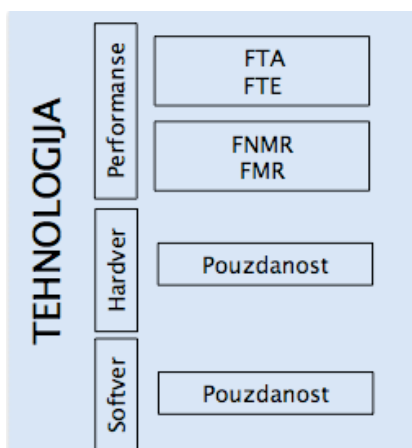 TEHNOLOGIJA
Performanse
FTA
FTE
FNMR
FMR
Hardver
Pouzdanost
Softver
Pouzdanost